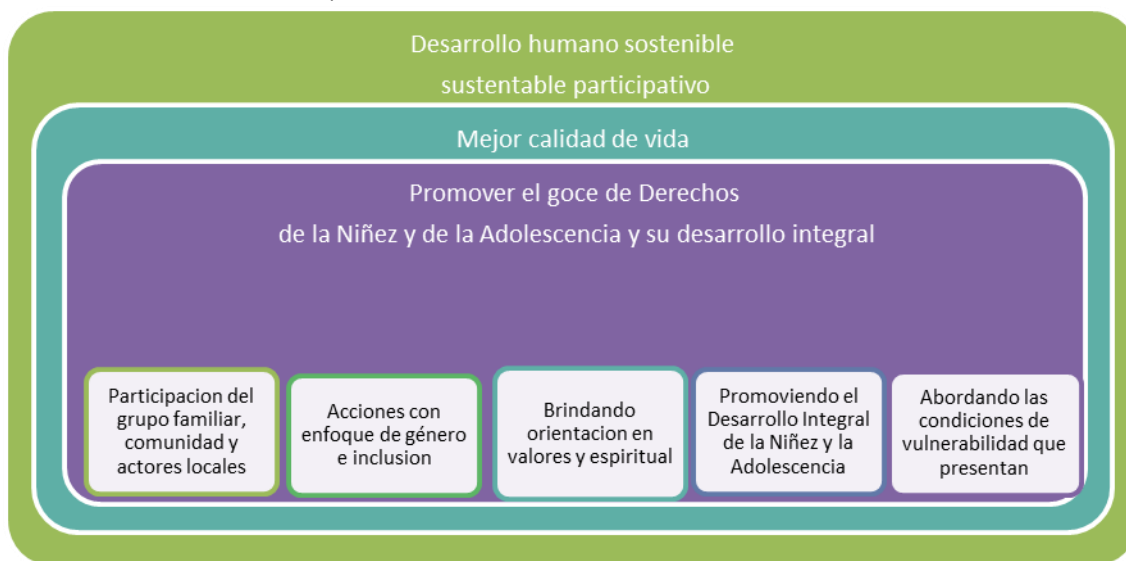 Desarrollo humano sostenible
sustentable participativo
Mejor calidad de vida
Promover el goce de Derechos
de la Niñez y de la Adolescencia y su desarrollo integral
Participacion del
grupo familiar,
comunidad y
actores locales
Acciones con
enfoque de género
e inclusion
Brindando
orientacion en
valores y espiritual
Promoviendo el
Desarrollo Integral
de la Niñez y la
Adolescencia
Abordando las
condiciones de
vulnerabilidad que
presentan